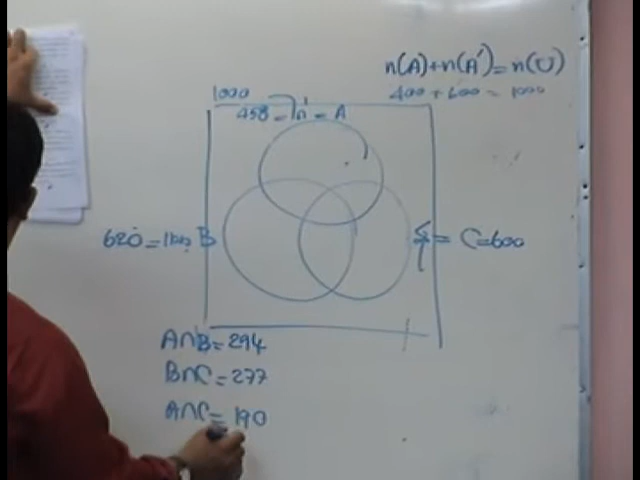 n(A)+n(A')=n(U)
400 + 600 = 1000
1000
458 = = A
620 = B
= C=600
A∩B=294
B∩C=277
A∩C=190